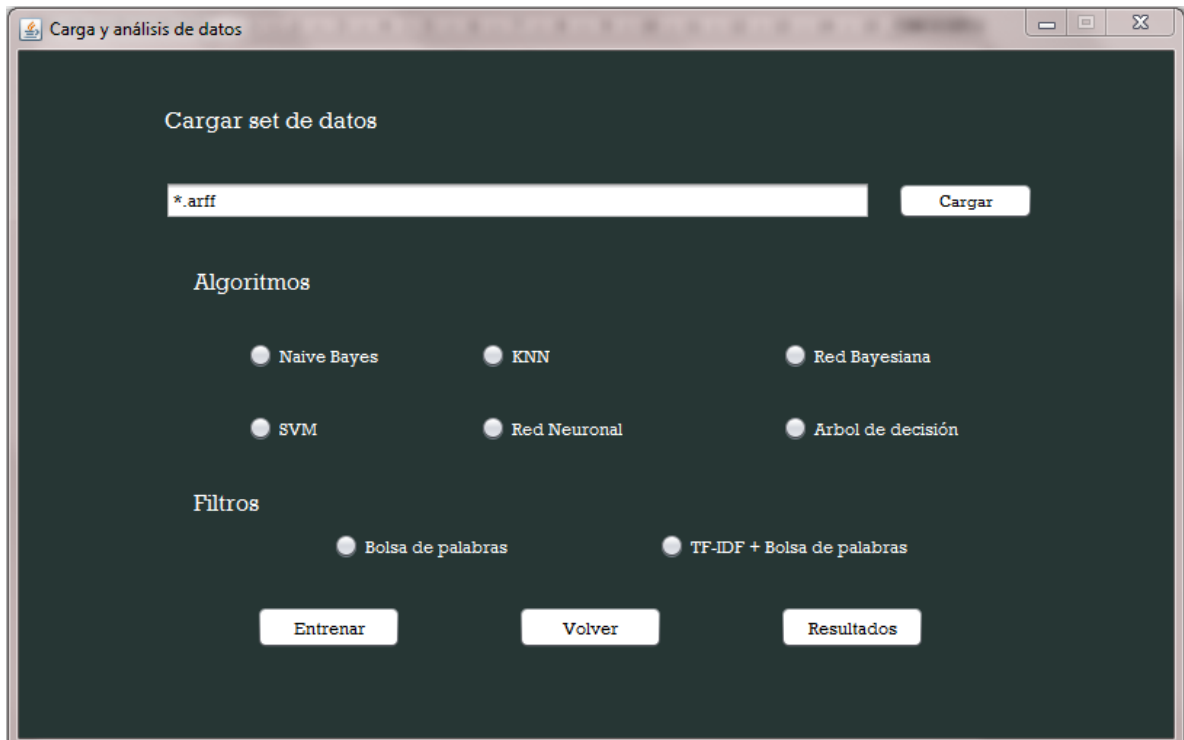 Carga y análisis de datos
Cargar set de datos
*.arff Cargar
Algoritmos
Naive Bayes KNN Red Bayesiana
SVM Red Neuronal Arbol de decisión
Filtros
Bolsa de palabras TF-IDF + Bolsa de palabras
Entrenar Volver Resultados